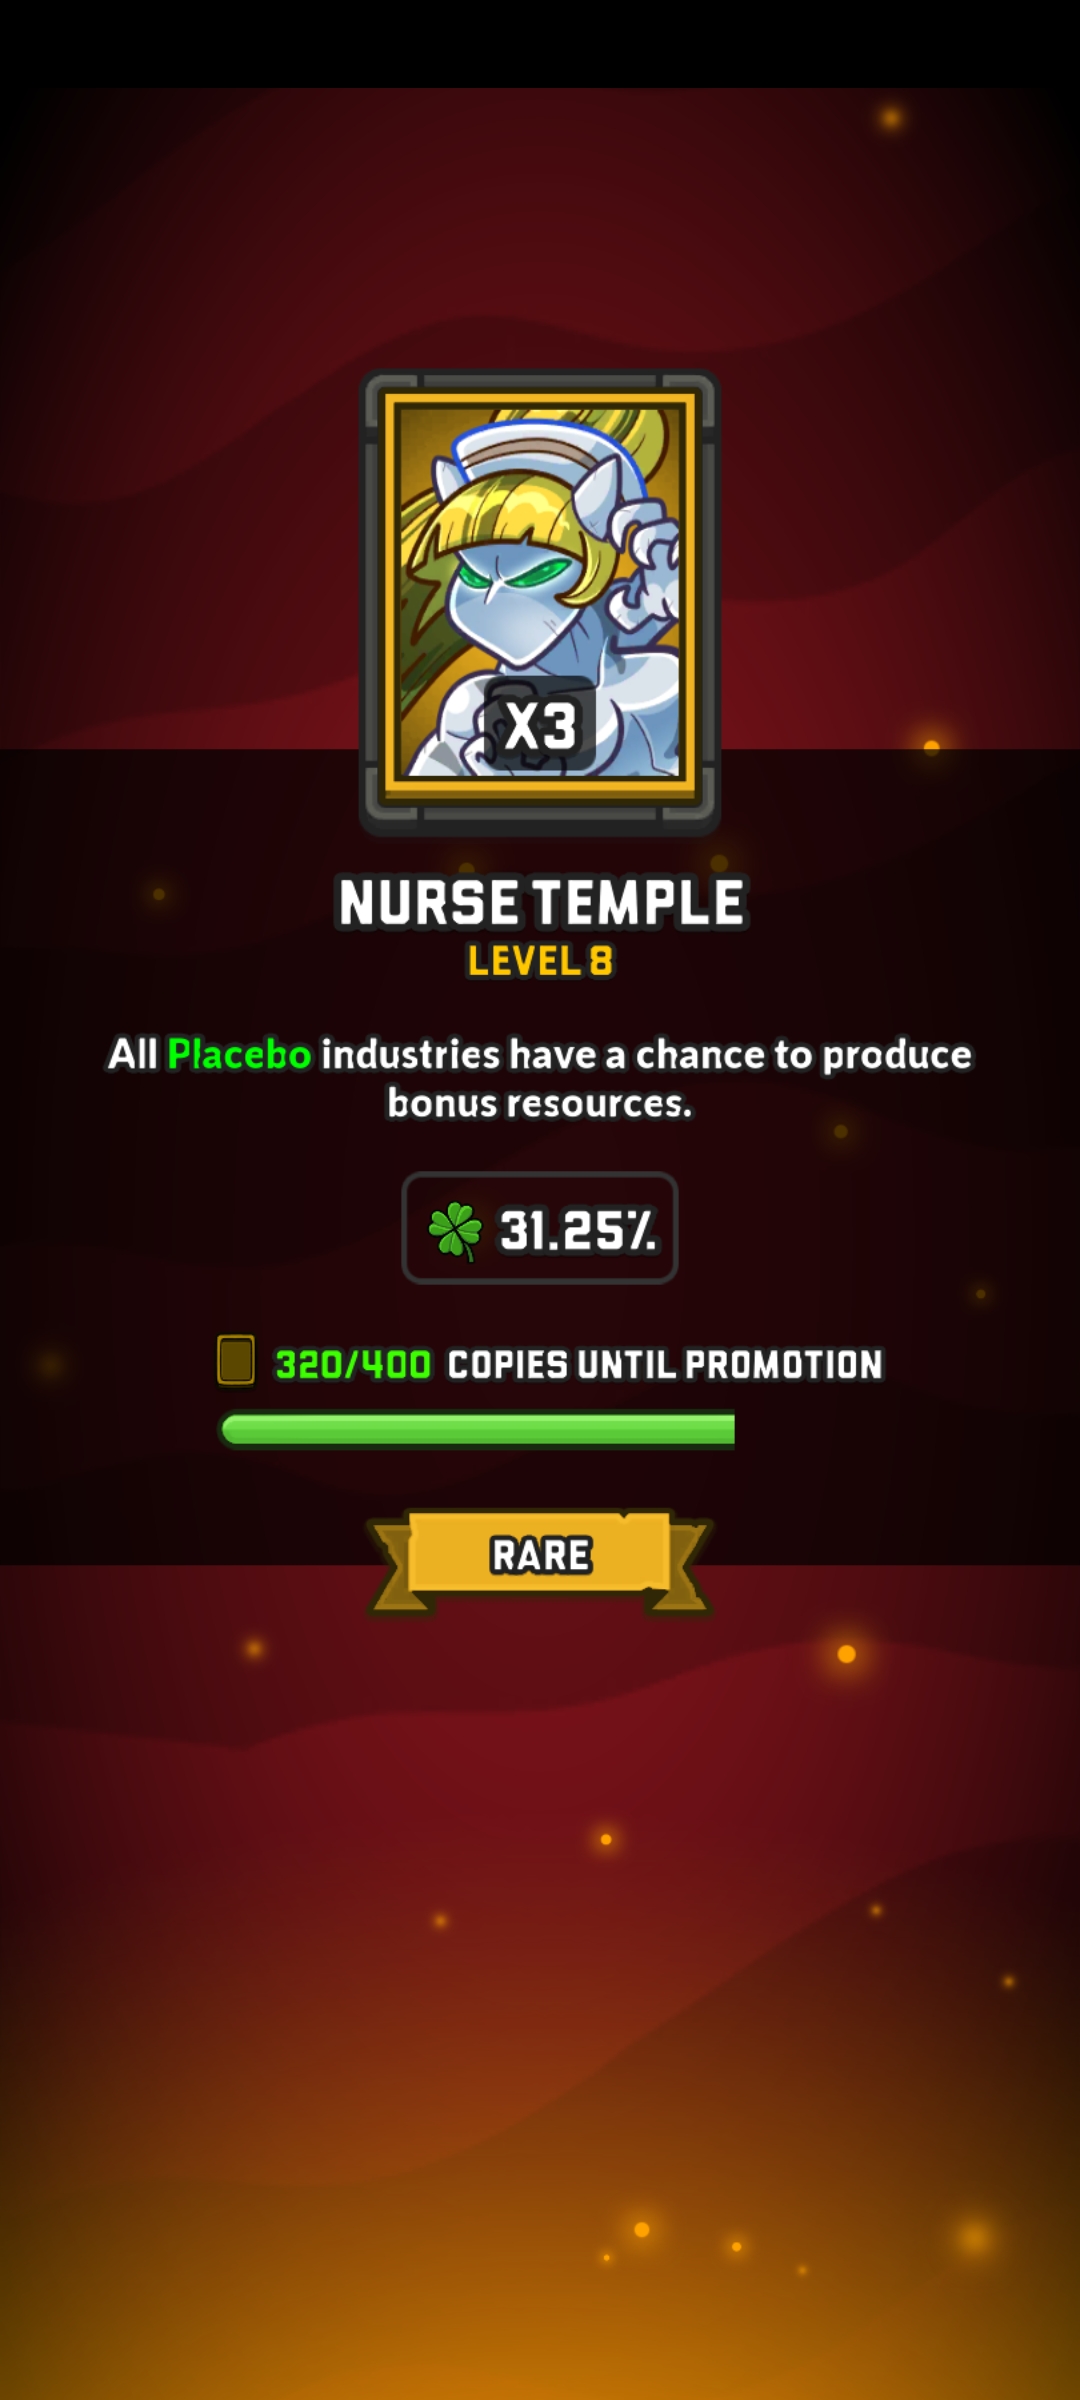 X3
NURSE TEMPLE
LEVEL 8
All Placebo industries have a chance to produce
bonus resources.
31.25%
320/400 COPIES UNTIL PROMOTION
RARE